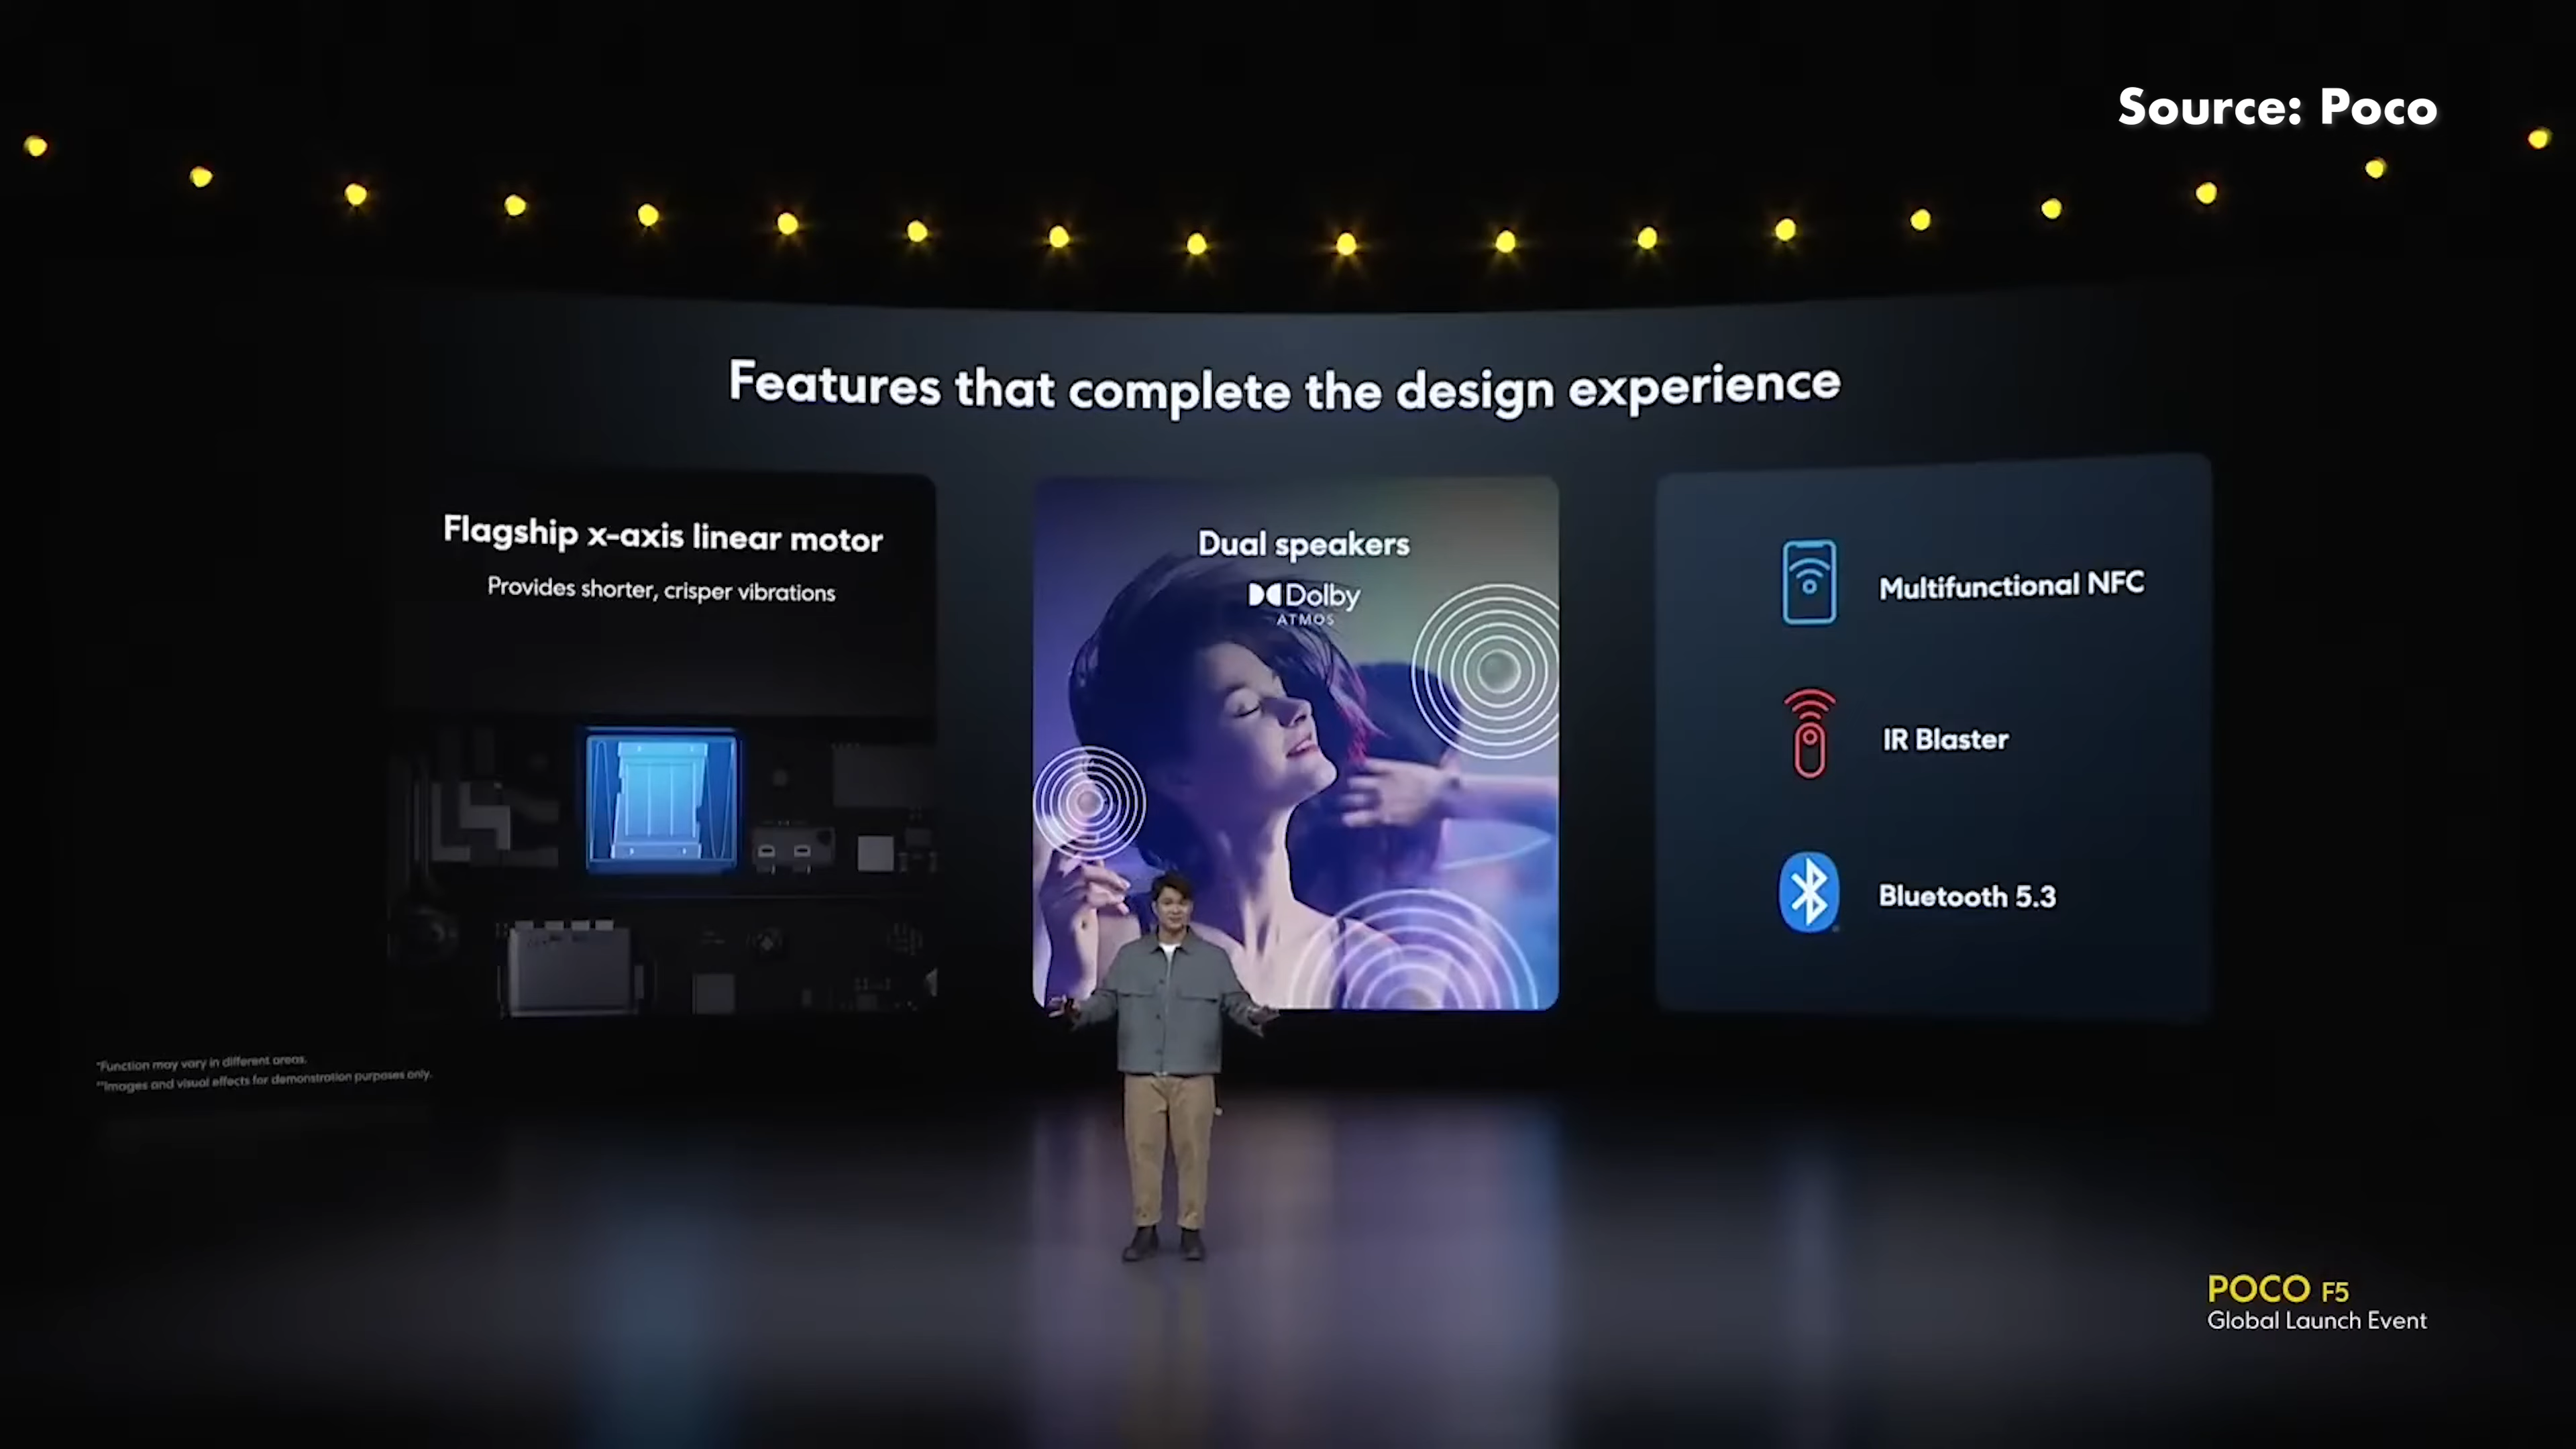 Source: Poco
Features that complete the design experience
Flagship x-axis linear motor
Provides shorter, crisper vibrations
Dual speakers
Dolby
ATMOS
Multifunctional NFC
IR Blaster
Bluetooth 5.3
*Function may vary in different areas.
**Images and visual effects for demonstration purposes only.
POCO F5
Global Launch Event